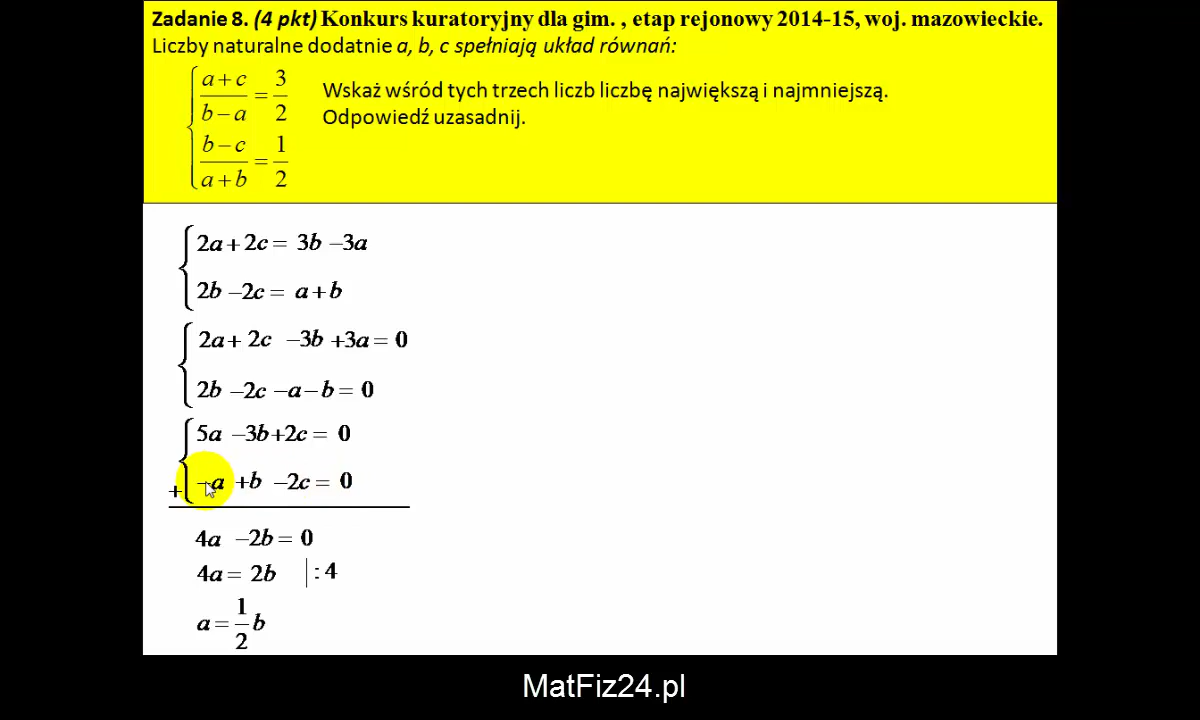 Zadanie 8. (4 pkt) Konkurs kuratoryjny dla gim. , etap rejonowy 2014-15, woj. mazowieckie.
Liczby naturalne dodatnie a, b, c spełniają układ równań:
{ (a+c)/(b−a) = 3/2
{ (b−c)/(a+b) = 1/2
Wskaż wśród tych trzech liczb liczbę największą i najmniejszą.
Odpowiedź uzasadnij.
{ 2a+2c= 3b −3a
{ 2b −2c= a+b
{ 2a+ 2c −3b +3a= 0
{ 2b −2c −a−b= 0
{ 5a −3b+2c= 0
+ { −a +b −2c= 0
4a −2b= 0
4a= 2b |:4
a= 1/2 b
MatFiz24.pl